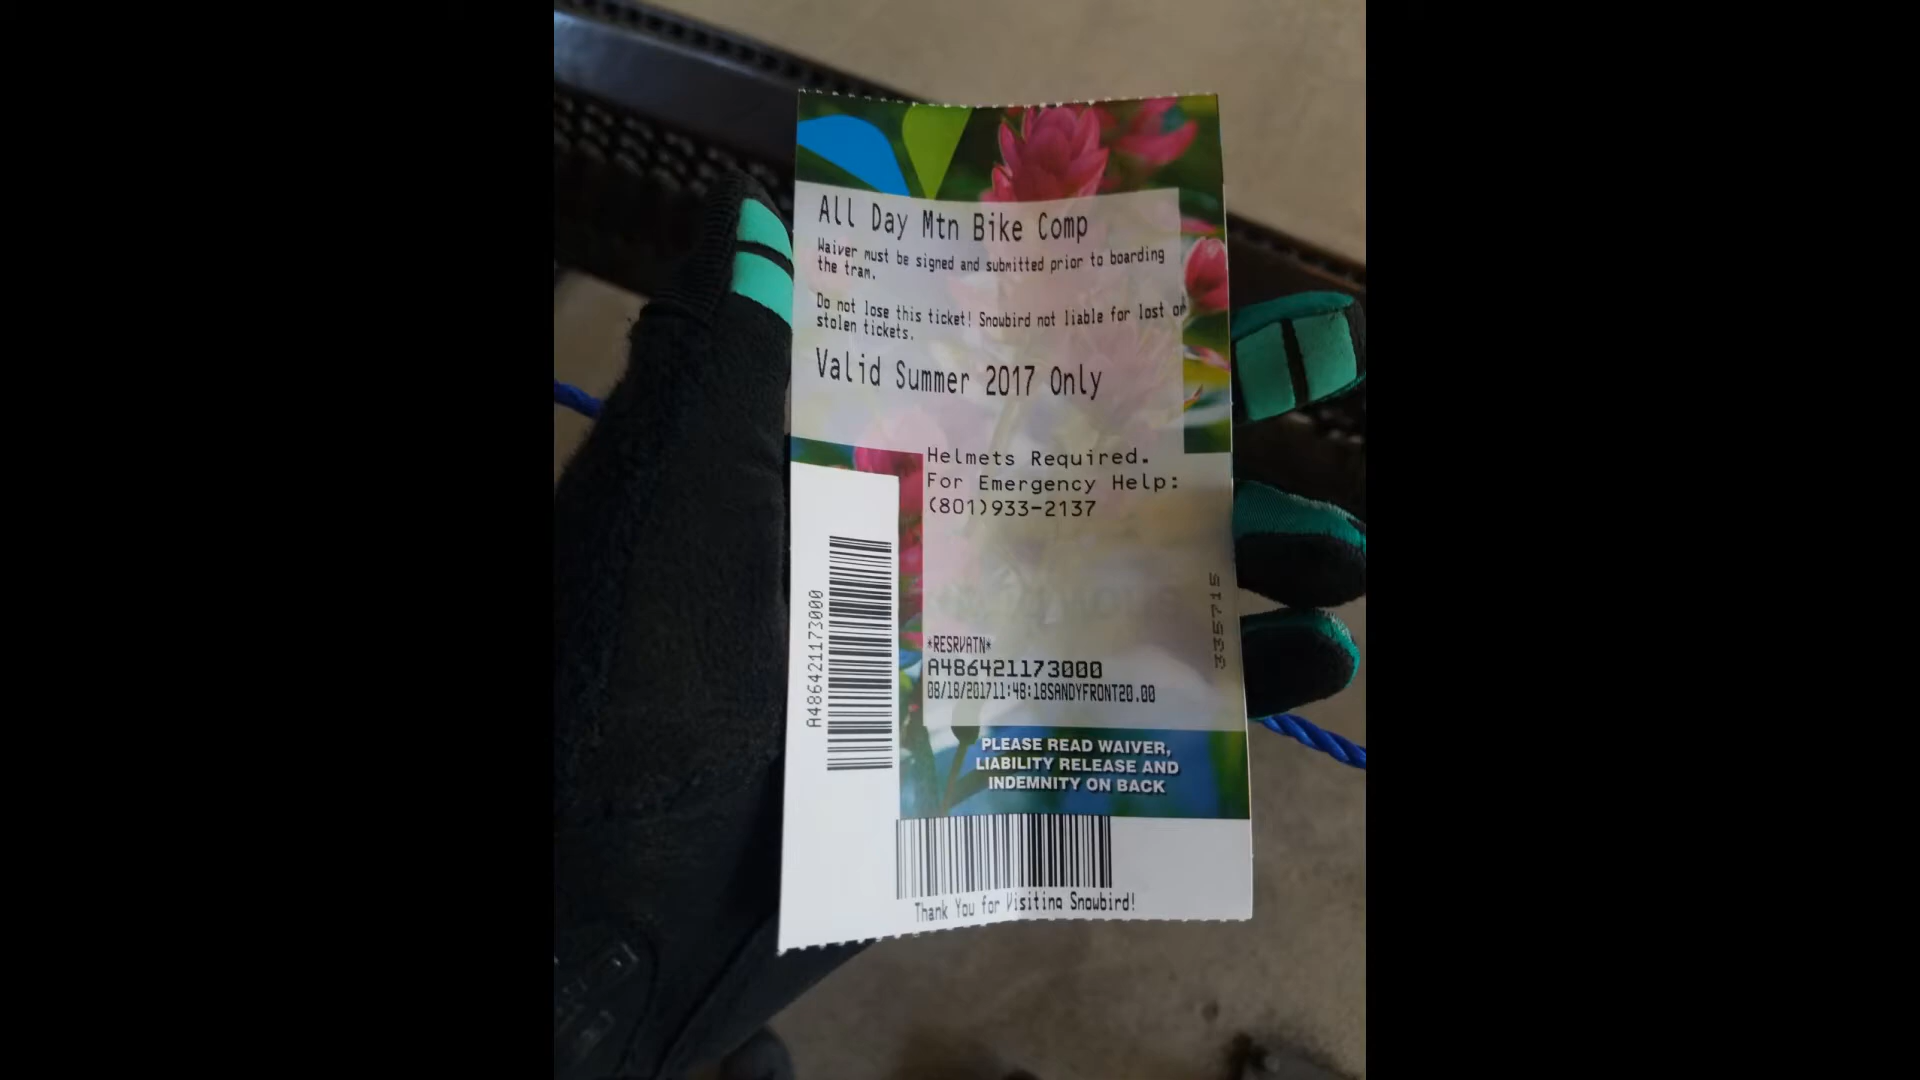 All Day Mtn Bike Comp
Waiver must be signed and submitted prior to boarding
the tram.
Do not lose this ticket! Snowbird not liable for lost or
stolen tickets.
Valid Summer 2017 Only
Helmets Required.
For Emergency Help:
(801)933-2137
A486421173000
335715
*RESRVATN*
A486421173000
08/18/201711:48:18SANDYFRONT20.00
PLEASE READ WAIVER,
LIABILITY RELEASE AND
INDEMNITY ON BACK
Thank You for Visiting Snowbird!